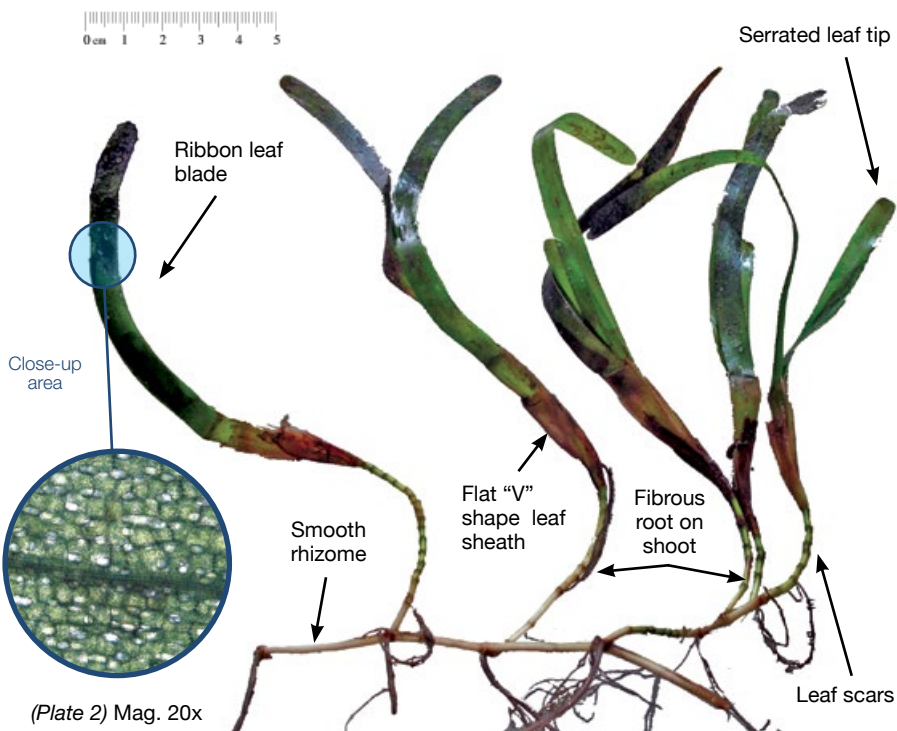 0 cm 1 2 3 4 5
Serrated leaf tip
Ribbon leaf
blade
Close-up
area
Flat “V”
shape leaf
sheath
Fibrous
root on
shoot
Smooth
rhizome
Leaf scars
(Plate 2) Mag. 20x